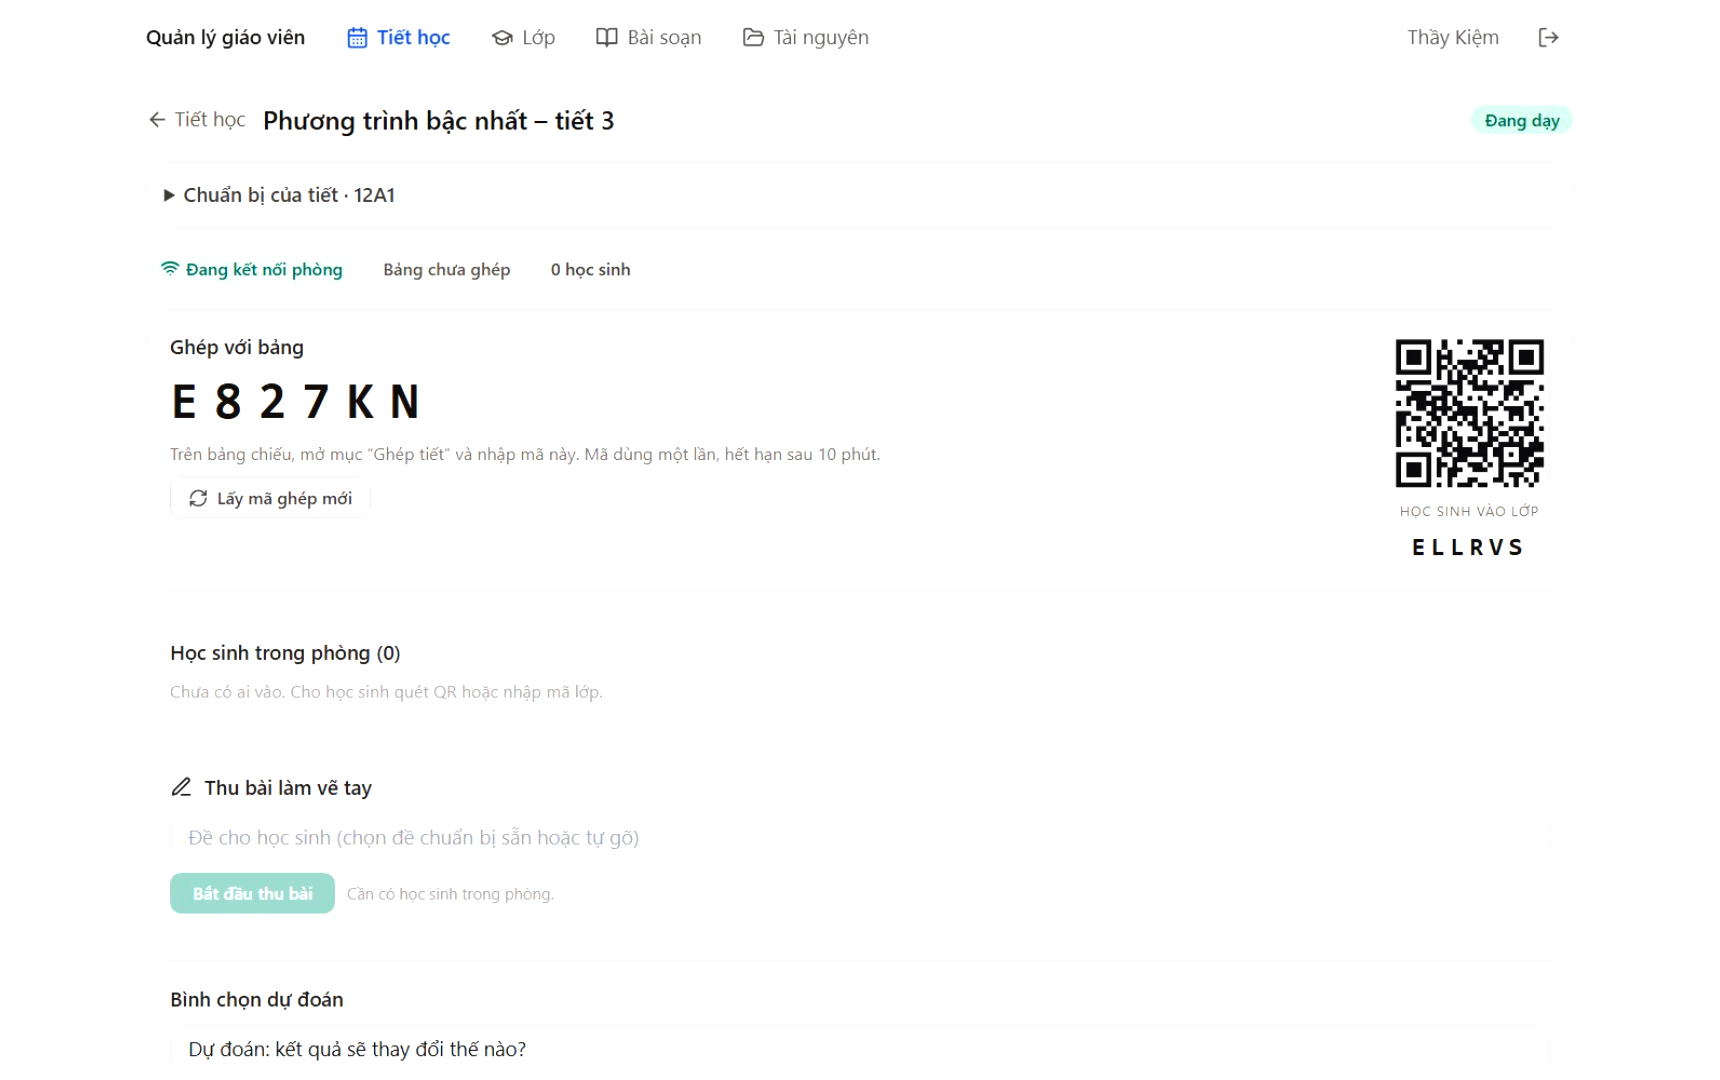 Quản lý giáo viên Tiết học Lớp Bài soạn Tài nguyên Thầy Kiệm
Tiết học Phương trình bậc nhất – tiết 3 Đang dạy
Chuẩn bị của tiết · 12A1
Đang kết nối phòng Bảng chưa ghép 0 học sinh
Ghép với bảng
E827KN
Trên bảng chiếu, mở mục “Ghép tiết” và nhập mã này. Mã dùng một lần, hết hạn sau 10 phút.
Lấy mã ghép mới
HỌC SINH VÀO LỚP
ELLRVS
Học sinh trong phòng (0)
Chưa có ai vào. Cho học sinh quét QR hoặc nhập mã lớp.
Thu bài làm vẽ tay
Đề cho học sinh (chọn đề chuẩn bị sẵn hoặc tự gõ)
Bắt đầu thu bài Cần có học sinh trong phòng.
Bình chọn dự đoán
Dự đoán: kết quả sẽ thay đổi thế nào?